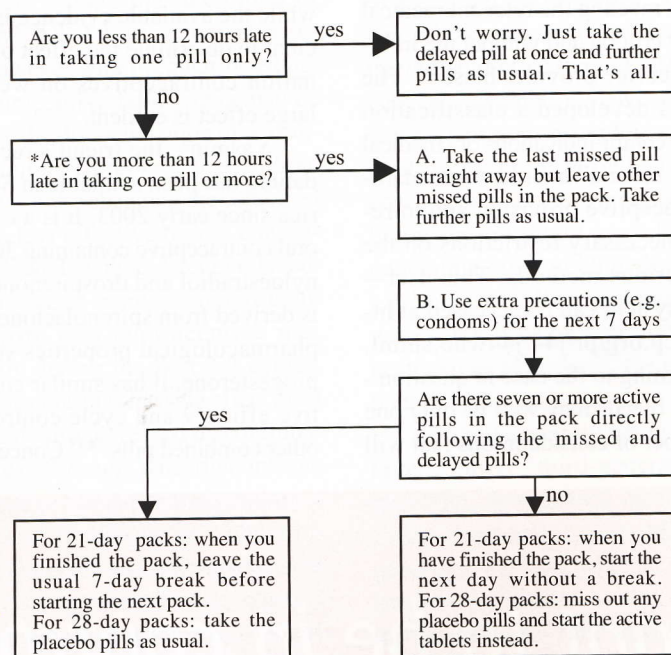 Are you less than 12 hours late
in taking one pill only?
yes
Don't worry. Just take the
delayed pill at once and further
pills as usual. That's all.
no
*Are you more than 12 hours
late in taking one pill or more?
yes
A. Take the last missed pill
straight away but leave other
missed pills in the pack. Take
further pills as usual.
B. Use extra precautions (e.g.
condoms) for the next 7 days
Are there seven or more active
pills in the pack directly
following the missed and
delayed pills?
yes
no
For 21-day packs: when you
finished the pack, leave the
usual 7-day break before
starting the next pack.
For 28-day packs: take the
placebo pills as usual.
For 21-day packs: when you
have finished the pack, start the
next day without a break.
For 28-day packs: miss out any
placebo pills and start the active
tablets instead.